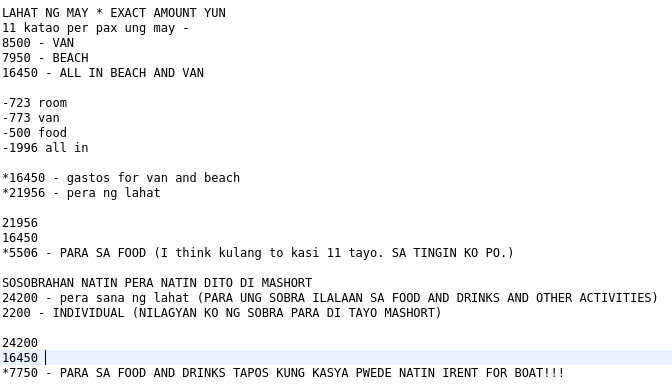 LAHAT NG MAY * EXACT AMOUNT YUN
11 katao per pax ung may -
8500 - VAN
7950 - BEACH
16450 - ALL IN BEACH AND VAN
-723 room
-773 van
-500 food
-1996 all in
*16450 - gastos for van and beach
*21956 - pera ng lahat
21956
16450
*5506 - PARA SA FOOD (I think kulang to kasi 11 tayo. SA TINGIN KO PO.)
SOSOBRAHAN NATIN PERA NATIN DITO DI MASHORT
24200 - pera sana ng lahat (PARA UNG SOBRA ILALAAN SA FOOD AND DRINKS AND OTHER ACTIVITIES)
2200 - INDIVIDUAL (NILAGYAN KO NG SOBRA PARA DI TAYO MASHORT)
24200
16450
*7750 - PARA SA FOOD AND DRINKS TAPOS KUNG KASYA PWEDE NATIN IRENT FOR BOAT!!!